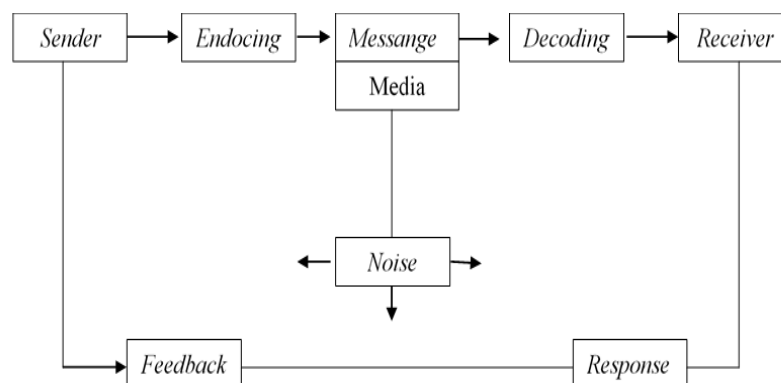 Sender
Endocing
Messange
Decoding
Receiver
Media
Noise
Feedback
Response